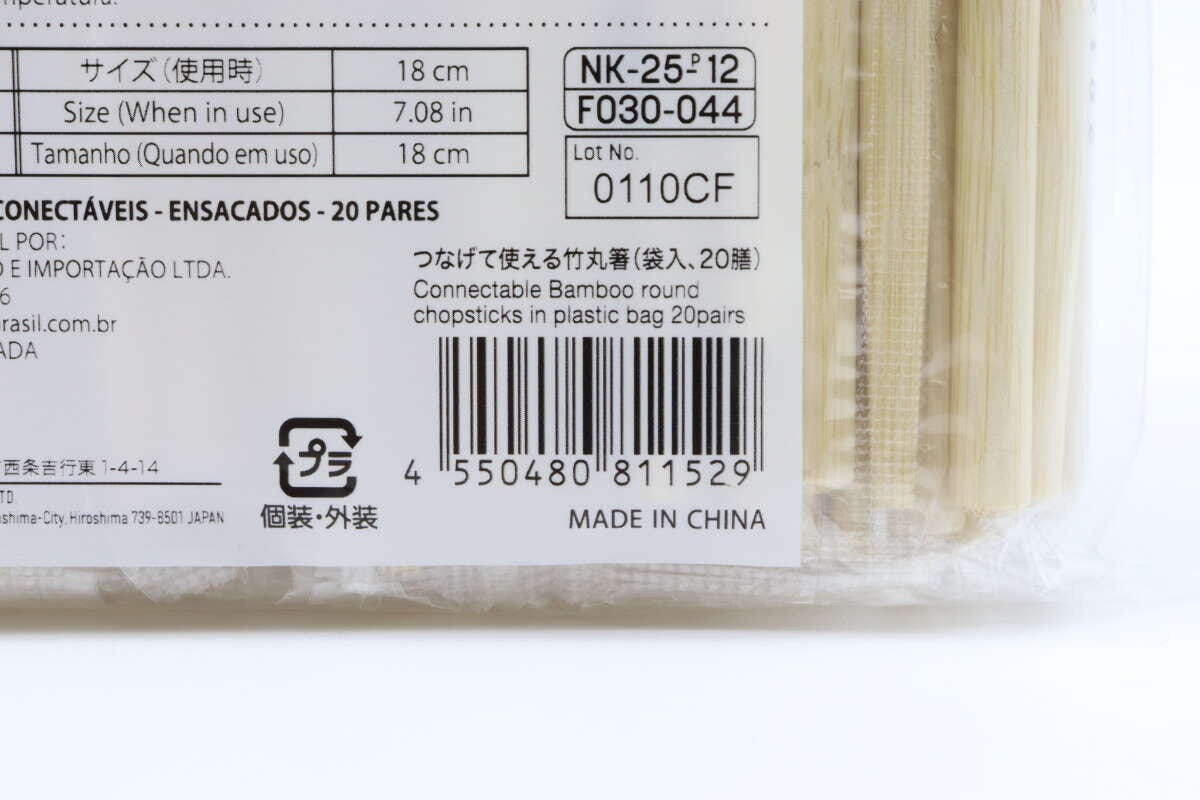 サイズ(使用時) 18 cm
Size (When in use) 7.08 in
Tamanho (Quando em uso) 18 cm
NK-25-P12
F030-044
Lot No.
0110CF
CONECTÁVEIS - ENSACADOS - 20 PARES
L POR:
O E IMPORTAÇÃO LTDA.
6
rasil.com.br
ADA
つなげて使える竹丸箸(袋入、20膳)
Connectable Bamboo round
chopsticks in plastic bag 20pairs
4 550480 811529
MADE IN CHINA
プラ
個装・外装
西条吉行東 1-4-14
TD
shima-City, Hiroshima 739-8501 JAPAN